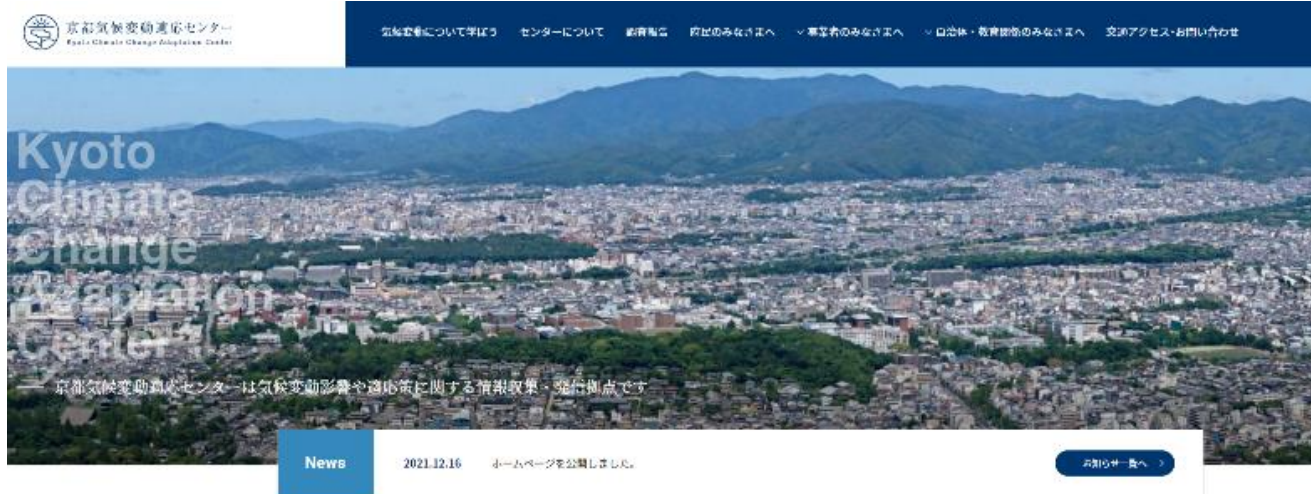 京都気候変動適応センター
Kyoto Climate Change Adaptation Center
気候変動について学ぼう センターについて 調査報告 府民のみなさまへ 事業者のみなさまへ 自治体・教育関係のみなさまへ 交通アクセス・お問い合わせ
Kyoto
Climate
Change
Adaptation
Center
京都気候変動適応センターは気候変動影響や適応策に関する情報収集・発信拠点です
News 2021.12.16 ホームページを公開しました。 お知らせ一覧へ